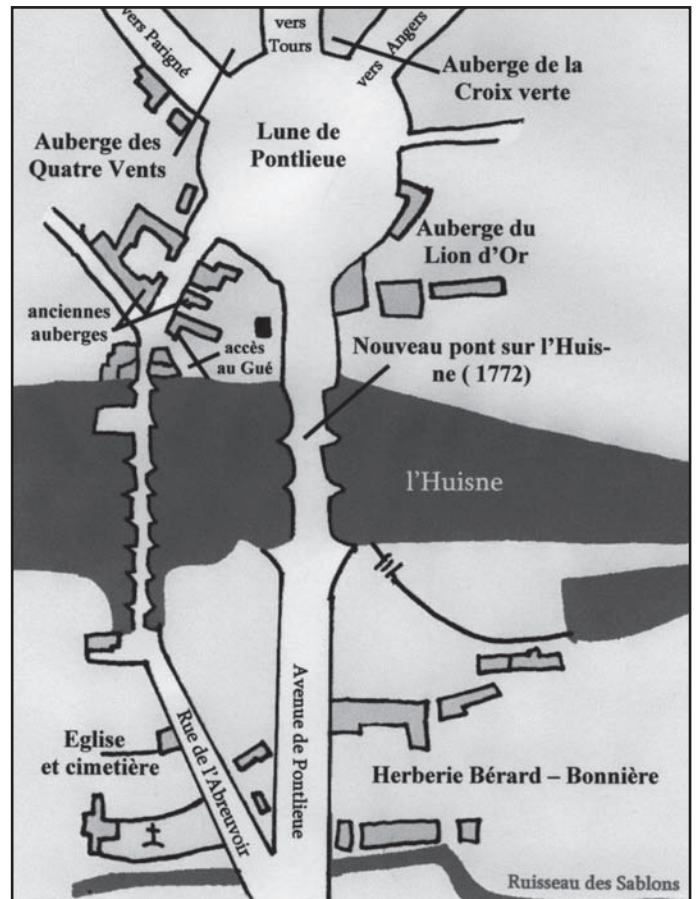 vers Parigné
vers
Tours
vers Angers
Auberge de la
Croix verte
Auberge des
Quatre Vents
Lune de
Pontlieue
Auberge du
Lion d'Or
anciennes
auberges
accès
au Gué
Nouveau pont sur l'Huis-
ne ( 1772)
l'Huisne
Avenue de Pontlieue
Rue de l'Abreuvoir
Eglise
et cimetière
Herberie Bérard – Bonnière
Ruisseau des Sablons